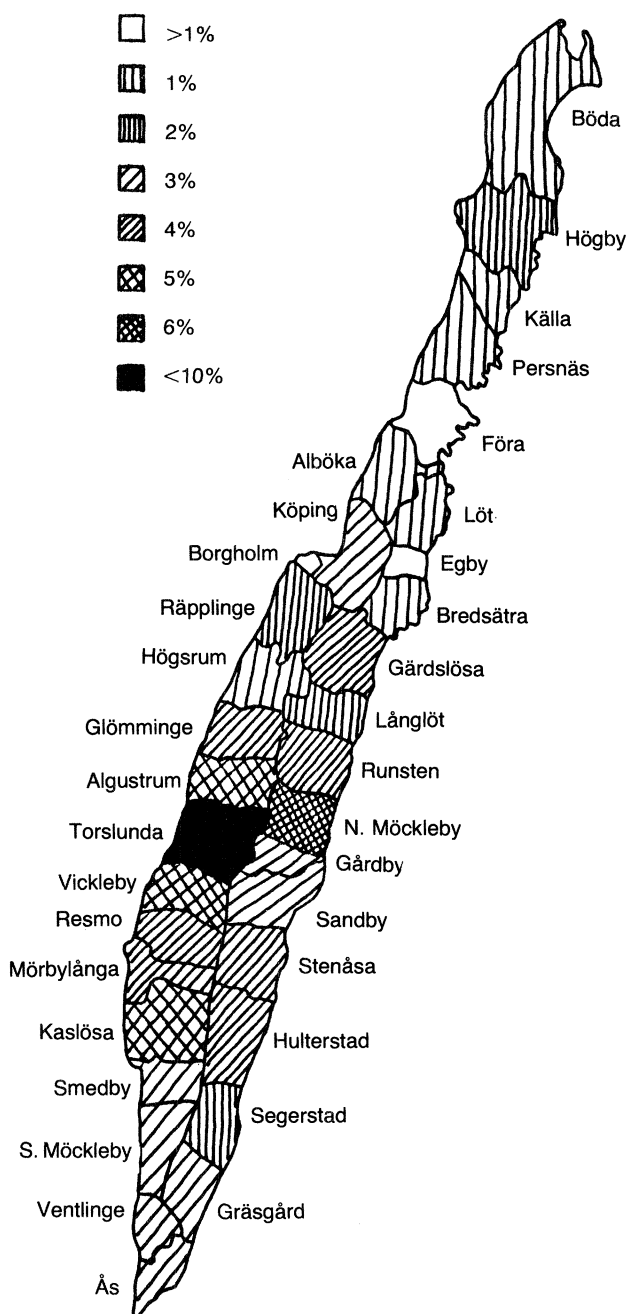 >1%
1%
2%
3%
4%
5%
6%
<10%
Böda
Högby
Källa
Persnäs
Föra
Alböka
Löt
Köping
Egby
Borgholm
Räpplinge
Bredsätra
Högsrum
Gärdslösa
Glömminge
Långlöt
Algustrum
Runsten
Torslunda
N. Möckleby
Gårdby
Vickleby
Resmo
Sandby
Mörbylånga
Stenåsa
Kaslösa
Hulterstad
Smedby
Segerstad
S. Möckleby
Ventlinge
Gräsgård
Ås